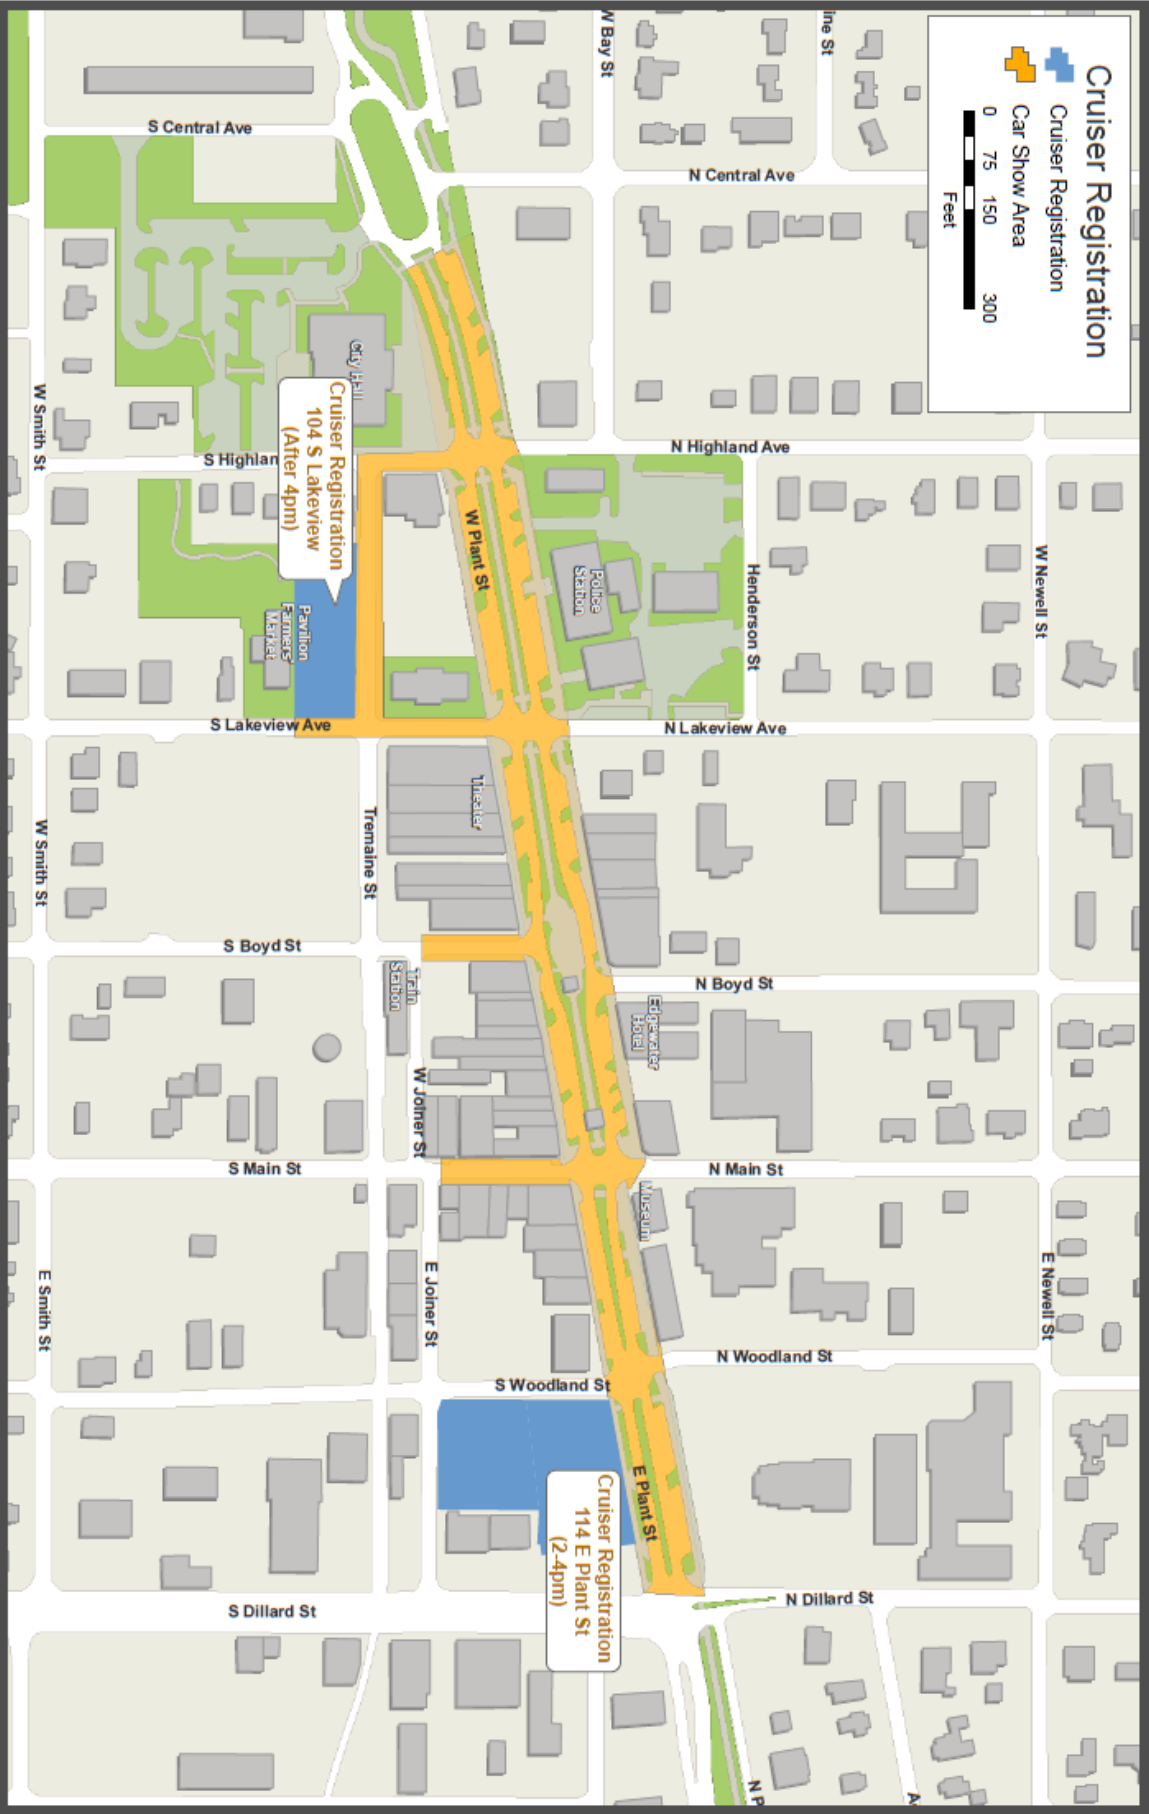 Cruiser Registration
Cruiser Registration
Car Show Area
0 75 150 300
Feet
W Bay St
ine St
S Central Ave
N Central Ave
City Hall
W Smith St
S Highlan
N Highland Ave
Cruiser Registration
104 S Lakeview
(After 4pm)
W Plant St
Police
Station
Henderson St
W Newell St
Pavilion
Farmers'
Market
S Lakeview Ave
N Lakeview Ave
Theater
Tremaine St
W Smith St
S Boyd St
N Boyd St
Train
Station
Edgewater
Hotel
W Joiner St
S Main St
N Main St
Museum
E Smith St
E Joiner St
E Newell St
N Woodland St
S Woodland St
E Plant St
Cruiser Registration
114 E Plant St
(2-4pm)
S Dillard St
N Dillard St
N P
A